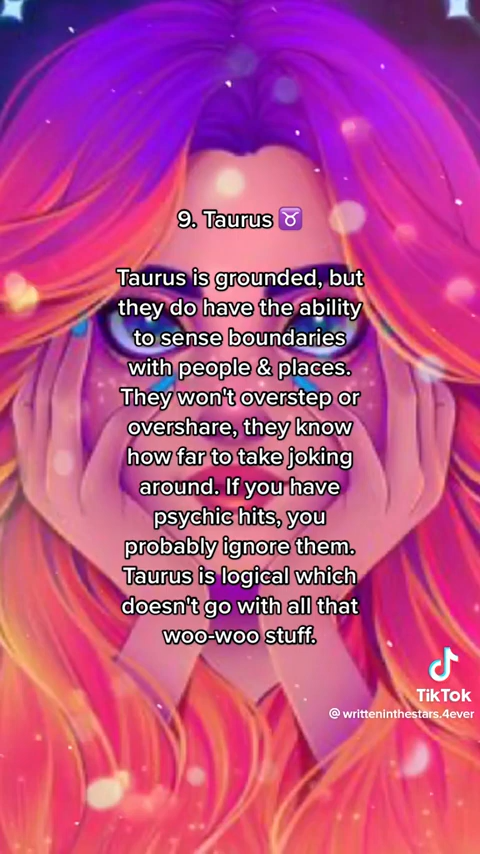 9. Taurus ♉
Taurus is grounded, but
they do have the ability
to sense boundaries
with people & places.
They won't overstep or
overshare, they know
how far to take joking
around. If you have
psychic hits, you
probably ignore them.
Taurus is logical which
doesn't go with all that
woo-woo stuff.
TikTok
@writteninthestars.4ever